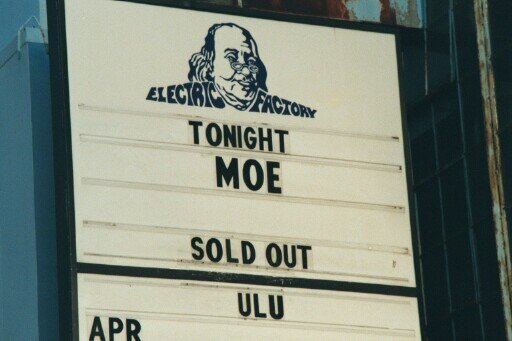 ELECTRIC FACTORY
TONIGHT
MOE
SOLD OUT
ULU
APR